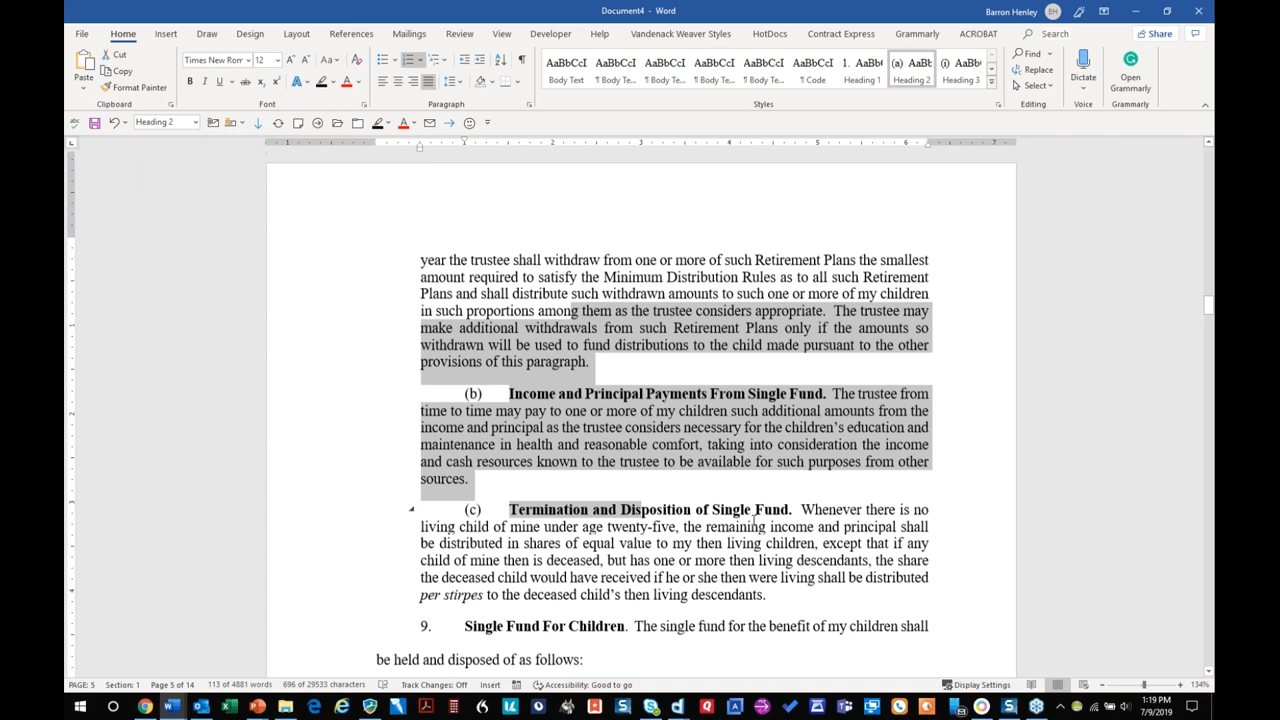 Document4 - Word
Barron Henley BH
File Home Insert Draw Design Layout References Mailings Review View Developer Help Vandenack Weaver Styles HotDocs Contract Express Grammarly ACROBAT Search Share
Cut
Copy
Format Painter
Paste
Times New Rom 12
AaBbCcI AaBbCcI AaBbCcI AaBbCcI AaBbCcI 1. AaBb( (a) AaBt (i) AaBb(
Body Text ¶ Body Te... ¶ Body Te... ¶ Body Te... ¶ Code Heading 1 Heading 2 Heading 3
Find
Replace
Select
Dictate
Open
Grammarly
Clipboard Font Paragraph Styles Editing Voice Grammarly
Heading 2
year the trustee shall withdraw from one or more of such Retirement Plans the smallest
amount required to satisfy the Minimum Distribution Rules as to all such Retirement
Plans and shall distribute such withdrawn amounts to such one or more of my children
in such proportions among them as the trustee considers appropriate. The trustee may
make additional withdrawals from such Retirement Plans only if the amounts so
withdrawn will be used to fund distributions to the child made pursuant to the other
provisions of this paragraph.
(b) Income and Principal Payments From Single Fund. The trustee from
time to time may pay to one or more of my children such additional amounts from the
income and principal as the trustee considers necessary for the children's education and
maintenance in health and reasonable comfort, taking into consideration the income
and cash resources known to the trustee to be available for such purposes from other
sources.
(c) Termination and Disposition of Single Fund. Whenever there is no
living child of mine under age twenty-five, the remaining income and principal shall
be distributed in shares of equal value to my then living children, except that if any
child of mine then is deceased, but has one or more then living descendants, the share
the deceased child would have received if he or she then were living shall be distributed
per stirpes to the deceased child's then living descendants.
9. Single Fund For Children. The single fund for the benefit of my children shall
be held and disposed of as follows:
PAGE: 5 Section: 1 Page 5 of 14 113 of 4881 words 696 of 29533 characters Track Changes: Off Insert Accessibility: Good to go Display Settings 134%
1:19 PM
7/9/2019